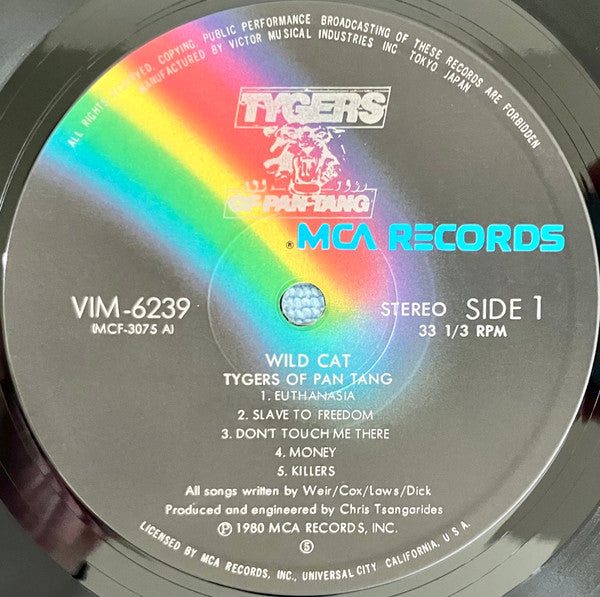 ALL RIGHTS RESERVED. COPYING, PUBLIC PERFORMANCE BROADCASTING OF THESE RECORDS ARE FORBIDDEN
MANUFACTURED BY VICTOR MUSICAL INDUSTRIES INC. TOKYO JAPAN
TYGERS
OF PAN-TANG
® MCA RECORDS
VIM-6239
(MCF-3075 A)
STEREO SIDE 1
33 1/3 RPM
WILD CAT
TYGERS OF PAN TANG
1. EUTHANASIA
2. SLAVE TO FREEDOM
3. DON'T TOUCH ME THERE
4. MONEY
5. KILLERS
All songs written by Weir/Cox/Laws/Dick
Produced and engineered by Chris Tsangarides
℗ 1980 MCA RECORDS, INC.
⑤
LICENSED BY MCA RECORDS, INC., UNIVERSAL CITY, CALIFORNIA, U.S.A.